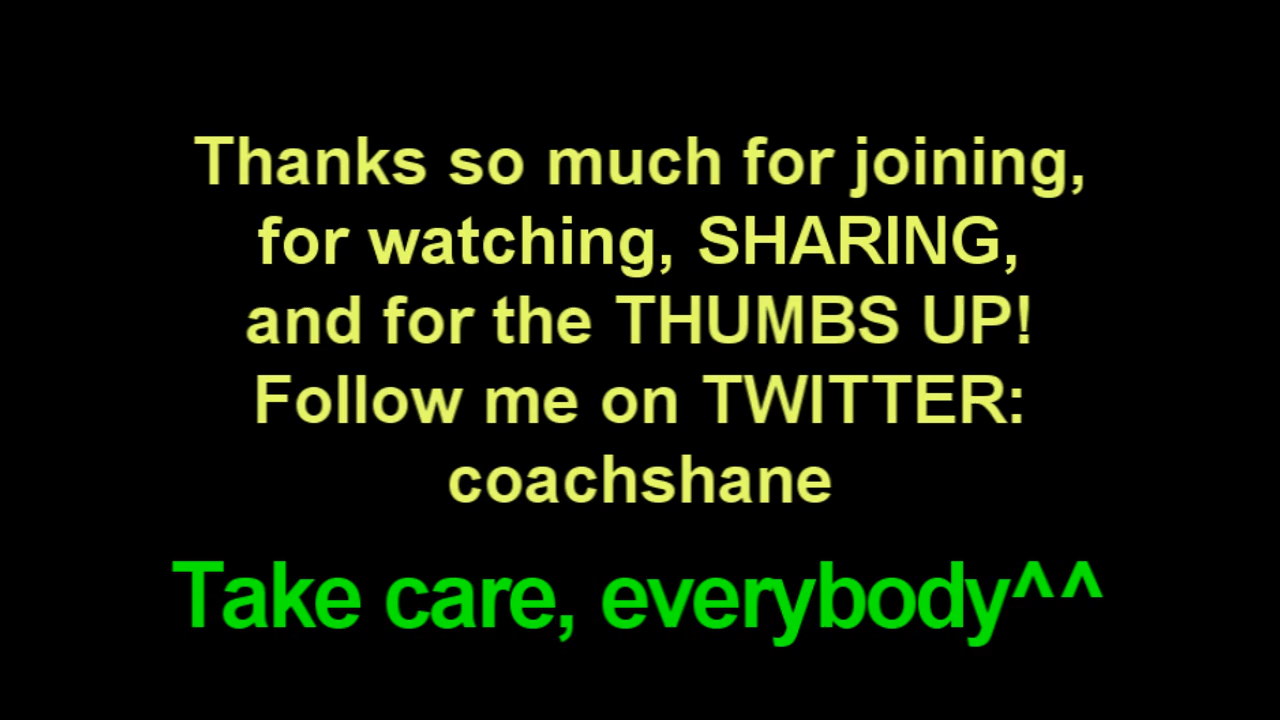 Thanks so much for joining,
for watching, SHARING,
and for the THUMBS UP!
Follow me on TWITTER:
coachshane
Take care, everybody^^